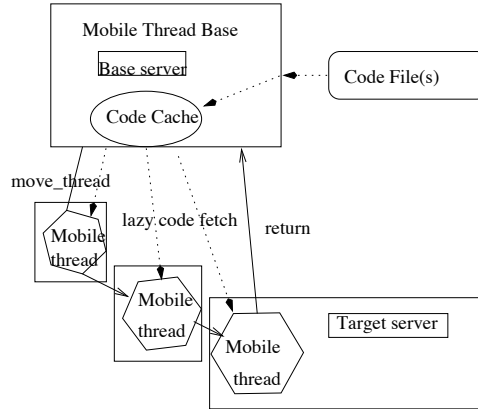 Mobile Thread Base
Base server
Code Cache
Code File(s)
move_thread
lazy code fetch
return
Mobile
thread
Mobile
thread
Mobile
thread
Target server